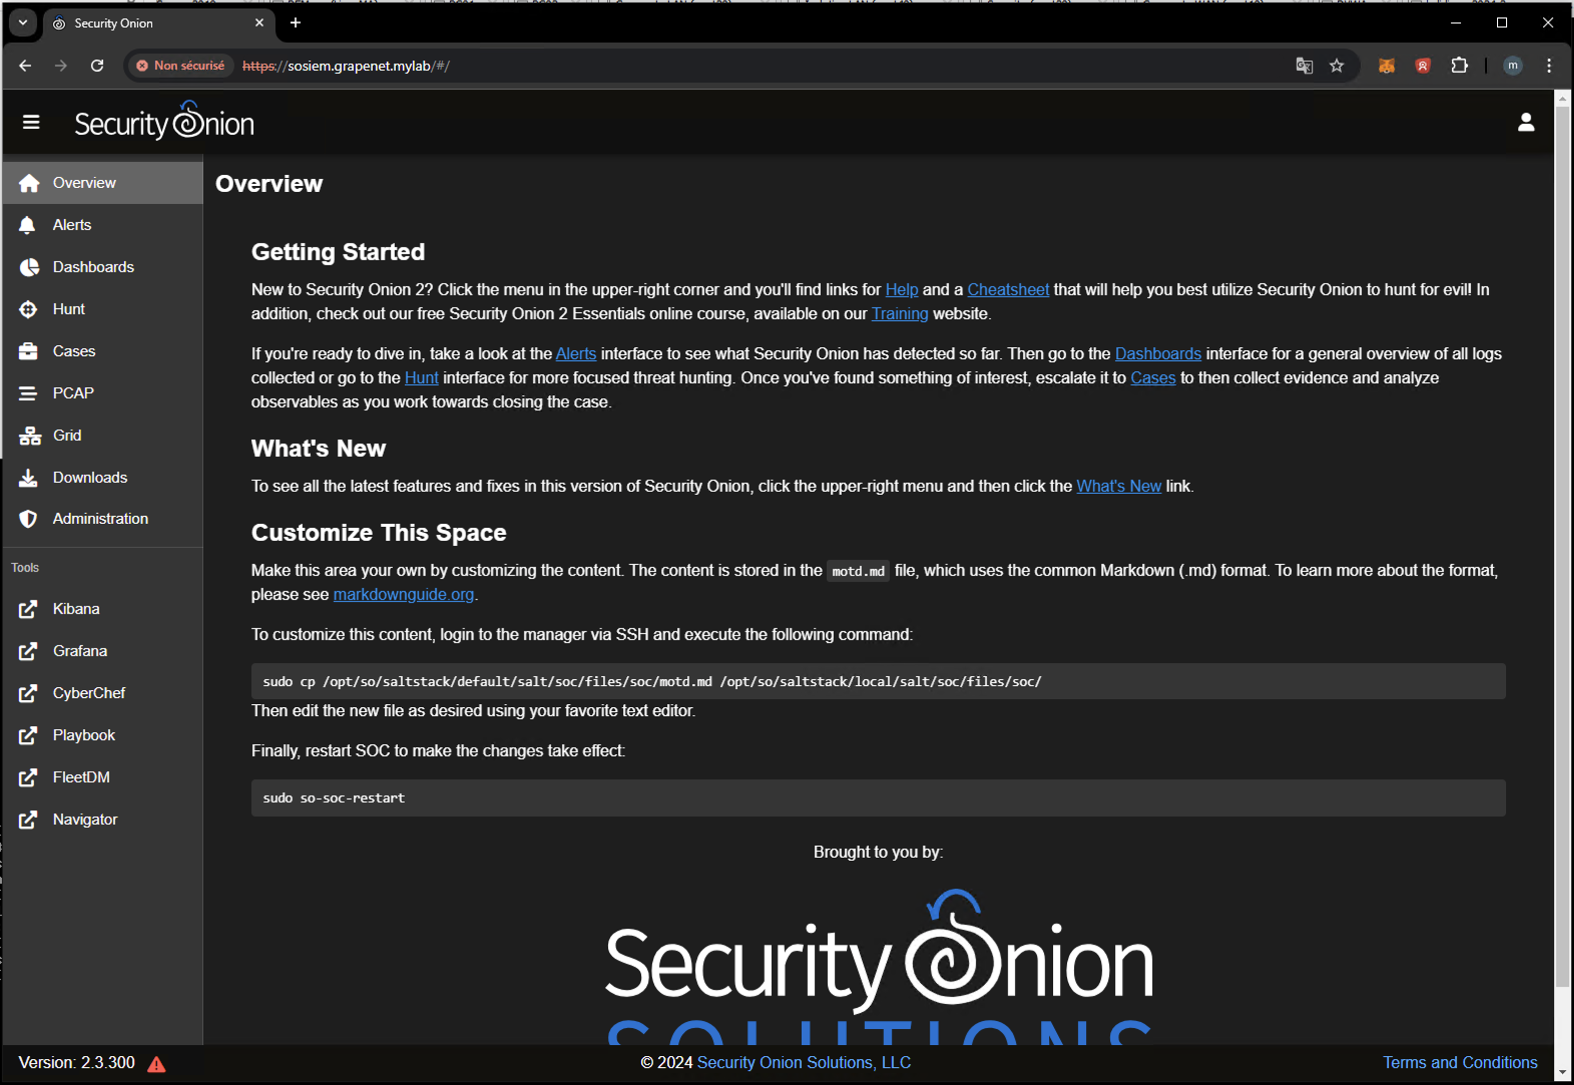 Security Onion
Non sécurisé https://sosiem.grapenet.mylab/#/
m
Security Onion
Overview
Alerts
Dashboards
Hunt
Cases
PCAP
Grid
Downloads
Administration
Tools
Kibana
Grafana
CyberChef
Playbook
FleetDM
Navigator
Overview
Getting Started
New to Security Onion 2? Click the menu in the upper-right corner and you'll find links for Help and a Cheatsheet that will help you best utilize Security Onion to hunt for evil! In
addition, check out our free Security Onion 2 Essentials online course, available on our Training website.
If you're ready to dive in, take a look at the Alerts interface to see what Security Onion has detected so far. Then go to the Dashboards interface for a general overview of all logs
collected or go to the Hunt interface for more focused threat hunting. Once you've found something of interest, escalate it to Cases to then collect evidence and analyze
observables as you work towards closing the case.
What's New
To see all the latest features and fixes in this version of Security Onion, click the upper-right menu and then click the What's New link.
Customize This Space
Make this area your own by customizing the content. The content is stored in the motd.md file, which uses the common Markdown (.md) format. To learn more about the format,
please see markdownguide.org.
To customize this content, login to the manager via SSH and execute the following command:
sudo cp /opt/so/saltstack/default/salt/soc/files/soc/motd.md /opt/so/saltstack/local/salt/soc/files/soc/
Then edit the new file as desired using your favorite text editor.
Finally, restart SOC to make the changes take effect:
sudo so-soc-restart
Brought to you by:
Security Onion
SOLUTIONS
Version: 2.3.300
© 2024 Security Onion Solutions, LLC
Terms and Conditions